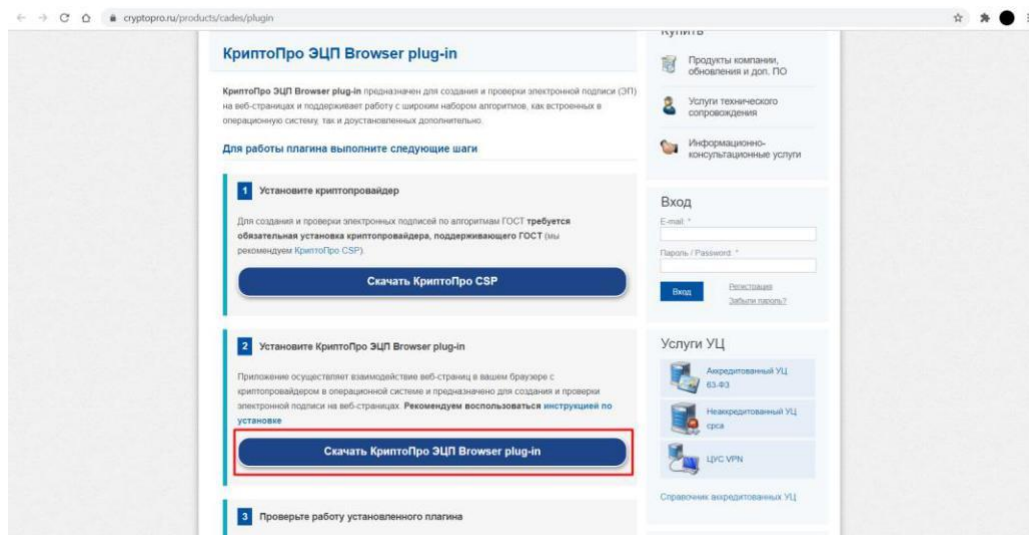 cryptopro.ru/products/cades/plugin
КриптоПро ЭЦП Browser plug-in
КриптоПро ЭЦП Browser plug-in предназначен для создания и проверки электронной подписи (ЭП)
на веб-страницах и поддерживает работу с широким набором алгоритмов, как встроенных в
операционную систему, так и доустановленных дополнительно.
Для работы плагина выполните следующие шаги
1 Установите криптопровайдер
Для создания и проверки электронных подписей по алгоритмам ГОСТ требуется
обязательная установка криптопровайдера, поддерживающего ГОСТ (мы
рекомендуем КриптоПро CSP).
Скачать КриптоПро CSP
2 Установите КриптоПро ЭЦП Browser plug-in
Приложение осуществляет взаимодействие веб-страниц в вашем браузере с
криптопровайдером в операционной системе и предназначено для создания и проверки
электронной подписи на веб-страницах. Рекомендуем воспользоваться инструкцией по
установке
Скачать КриптоПро ЭЦП Browser plug-in
3 Проверьте работу установленного плагина
Купить
Продукты компании,
обновления и доп. ПО
Услуги технического
сопровождения
Информационно-
консультационные услуги
Вход
E-mail: *
Пароль / Password: *
Вход
Регистрация
Забыли пароль?
Услуги УЦ
Аккредитованный УЦ
63-ФЗ
Неаккредитованный УЦ
срса
ЦУС VPN
Справочник аккредитованных УЦ